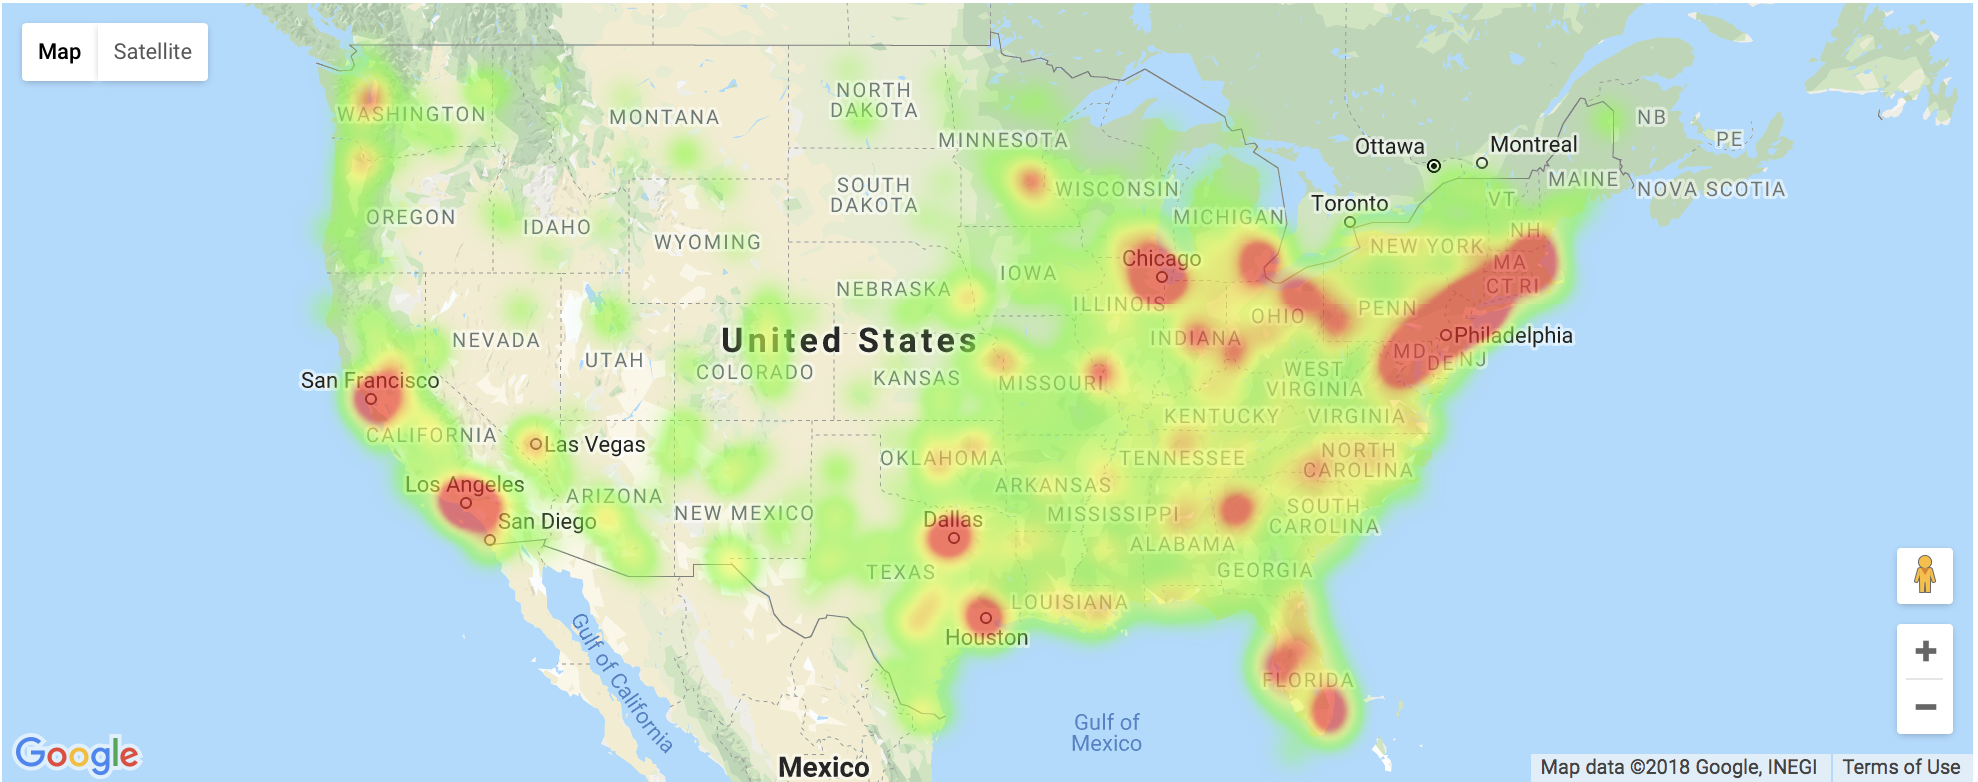 Map Satellite
WASHINGTON
MONTANA
NORTH
DAKOTA
MINNESOTA
Ottawa
Montreal
NB
PE
MAINE
NOVA SCOTIA
OREGON
IDAHO
WYOMING
SOUTH
DAKOTA
WISCONSIN
MICHIGAN
Toronto
VT
NH
NEW YORK
MA
CT RI
Chicago
IOWA
NEBRASKA
ILLINOIS
INDIANA
OHIO
PENN
Philadelphia
MD
DE
NJ
NEVADA
UTAH
United States
COLORADO
KANSAS
MISSOURI
WEST
VIRGINIA
KENTUCKY
VIRGINIA
San Francisco
CALIFORNIA
Las Vegas
Los Angeles
San Diego
ARIZONA
NEW MEXICO
OKLAHOMA
ARKANSAS
TENNESSEE
NORTH
CAROLINA
SOUTH
CAROLINA
Dallas
MISSISSIPPI
ALABAMA
GEORGIA
TEXAS
LOUISIANA
Houston
FLORIDA
Gulf of California
Gulf of
Mexico
Mexico
Google
Map data ©2018 Google, INEGI Terms of Use